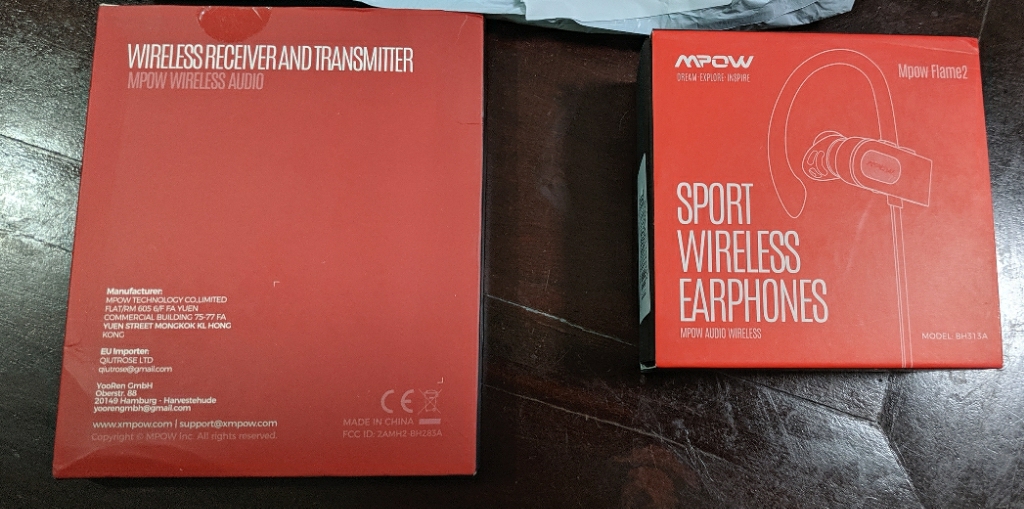 WIRELESS RECEIVER AND TRANSMITTER
MPOW WIRELESS AUDIO
Manufacturer:
MPOW TECHNOLOGY CO.,LIMITED
FLAT/RM 605 6/F FA YUEN
COMMERCIAL BUILDING 75-77 FA
YUEN STREET MONGKOK KL HONG
KONG
EU Importer:
QIUTROSE LTD
qiutrose@gmail.com
YooRen GmbH
Oberstr. 88
20149 Hamburg - Harvestehude
yoorengmbh@gmail.com
www.xmpow.com | support@xmpow.com
Copyright © MPOW Inc. All rights reserved.
CE
MADE IN CHINA
FCC ID: 2AMH2-BH283A
MPOW
DREAM · EXPLORE · INSPIRE
Mpow Flame2
MPOW
SPORT
WIRELESS
EARPHONES
MPOW AUDIO WIRELESS
MODEL: BH313A